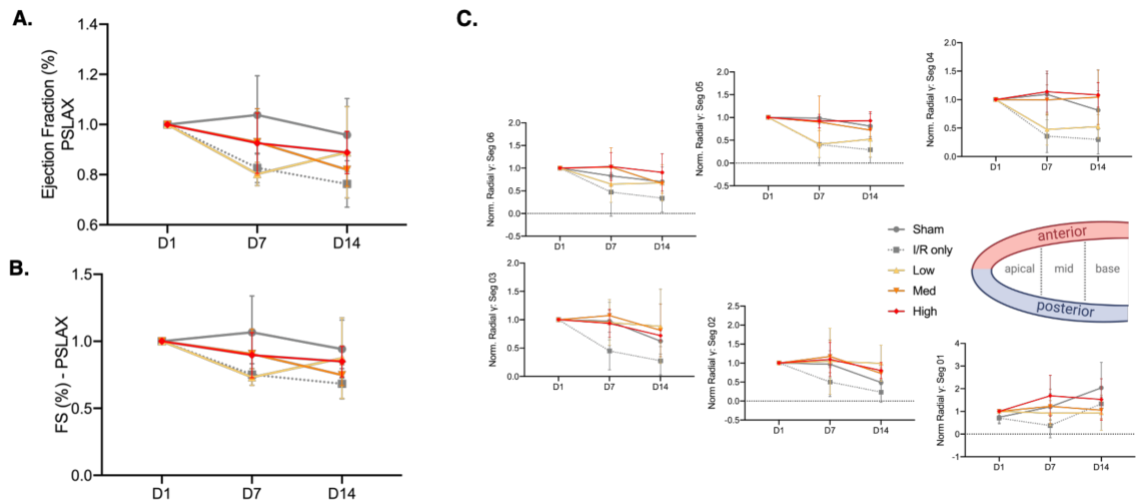 A.
Ejection Fraction (%)
PSLAX
1.4
1.2
1.0
0.8
0.6
D1 D7 D14
B.
FS (%) - PSLAX
1.5
1.0
0.5
0.0
D1 D7 D14
C.
Norm. Radial γ: Seg 06
2.0
1.5
1.0
0.5
0.0
-0.5
D1 D7 D14
Norm. Radial γ: Seg 05
2.0
1.5
1.0
0.5
0.0
-0.5
D1 D7 D14
Norm. Radial γ: Seg 04
2.0
1.5
1.0
0.5
0.0
D1 D7 D14
Norm. Radial γ: Seg 03
2.0
1.5
1.0
0.5
0.0
D1 D7 D14
Norm Radial γ: Seg 02
2.5
2.0
1.5
1.0
0.5
0.0
-0.5
D1 D7 D14
Sham
I/R only
Low
Med
High
anterior
apical mid base
posterior
Norm Radial γ: Seg 01
4
3
2
1
0
-1
D1 D7 D14